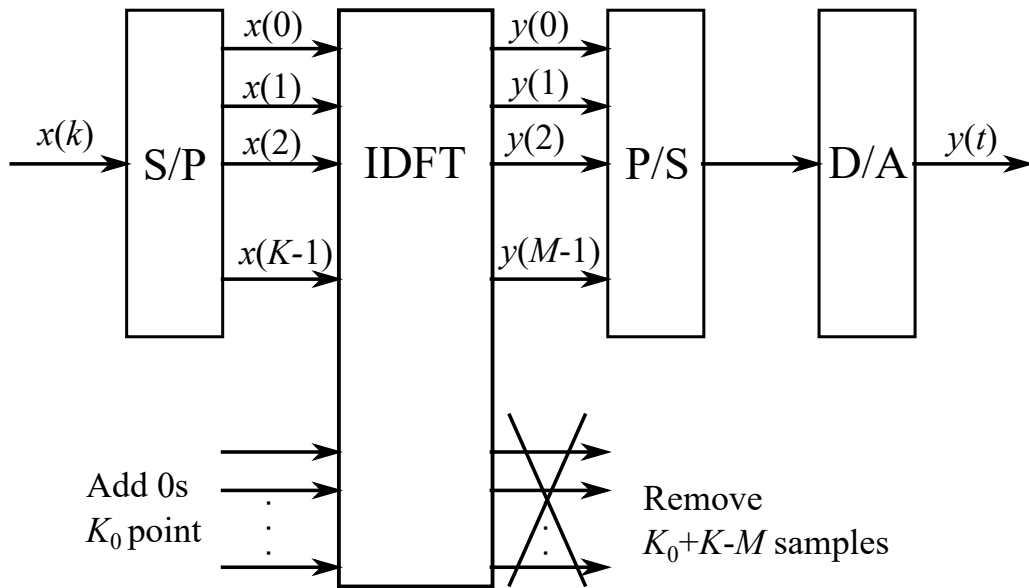 x(0)
y(0)
x(1)
y(1)
x(k)
x(2)
y(2)
y(t)
S/P
IDFT
P/S
D/A
x(K-1)
y(M-1)
Add 0s
K₀ point
Remove
K₀+K-M samples